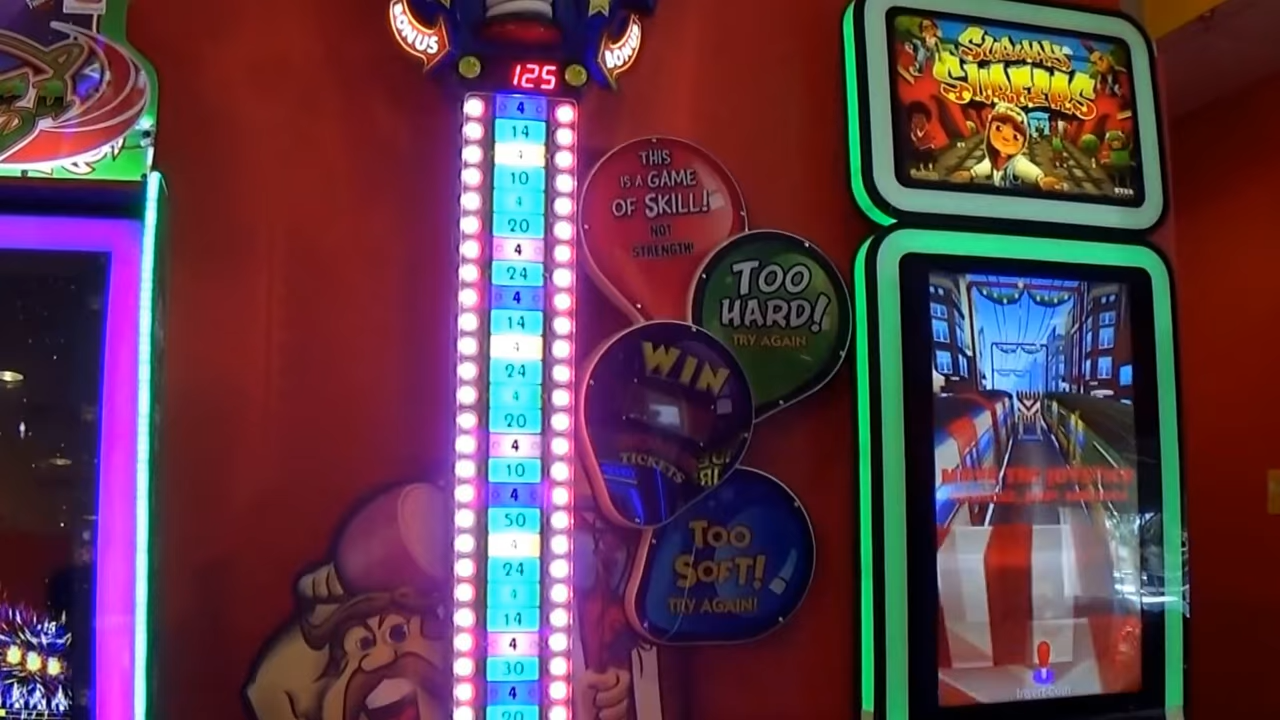 BONUS
BONUS
125
4
14
4
10
4
20
4
24
4
14
4
24
4
20
4
10
4
50
4
24
4
14
4
30
4
20
THIS
IS A GAME
OF SKILL!
NOT
STRENGTH!
TOO
HARD!
TRY AGAIN
WIN
TICKETS
TOO
SOFT!
TRY AGAIN!
SUBWAY
SURFERS
Insert Coin